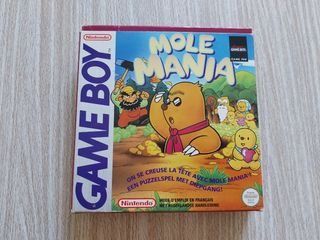 Nintendo
GAME BOY
MOLE
MANIA
ON SE CREUSE LA TÊTE AVEC MOLE MANIA!
EEN PUZZELSPEL MET DIEPGANG!
Nintendo
MODE D'EMPLOI EN FRANÇAIS
MET NEDERLANDSE HANDLEIDING